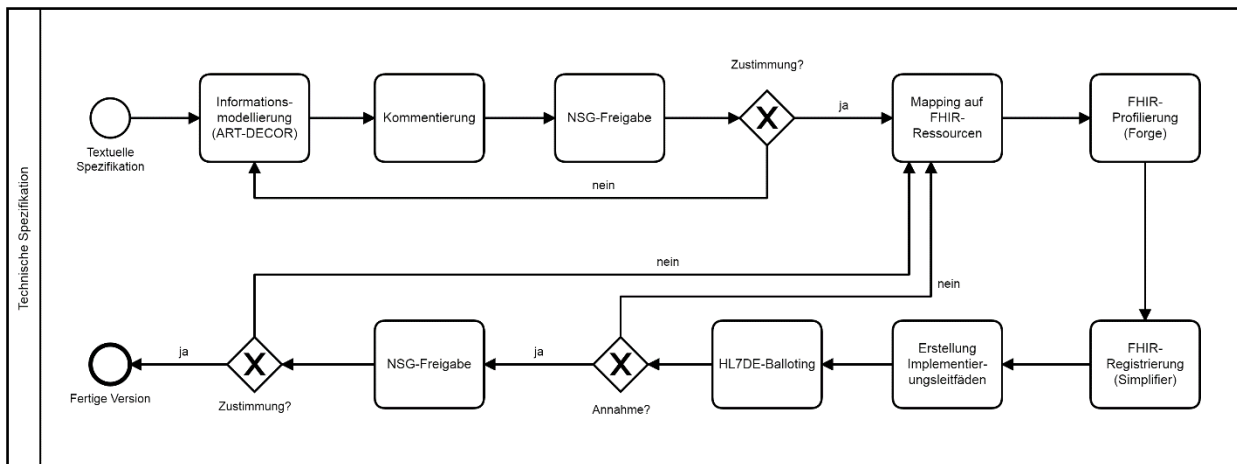 Technische Spezifikation
Textuelle
Spezifikation
Informations-
modellierung
(ART-DECOR)
Kommentierung
NSG-Freigabe
Zustimmung?
ja
nein
Mapping auf
FHIR-
Ressourcen
FHIR-
Profilierung
(Forge)
FHIR-
Registrierung
(Simplifier)
Erstellung
Implementier-
ungsleitfäden
HL7DE-Balloting
Annahme?
nein
ja
NSG-Freigabe
Zustimmung?
nein
ja
Fertige Version